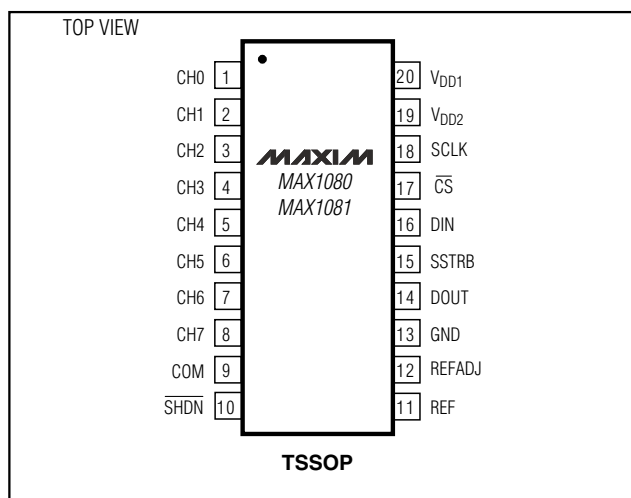 TOP VIEW
CH0 1 20 VDD1
CH1 2 19 VDD2
CH2 3 18 SCLK
CH3 4 17 C̅S̅
CH4 5 16 DIN
CH5 6 15 SSTRB
CH6 7 14 DOUT
CH7 8 13 GND
COM 9 12 REFADJ
S̅H̅D̅N̅ 10 11 REF
MAXIM
MAX1080
MAX1081
TSSOP